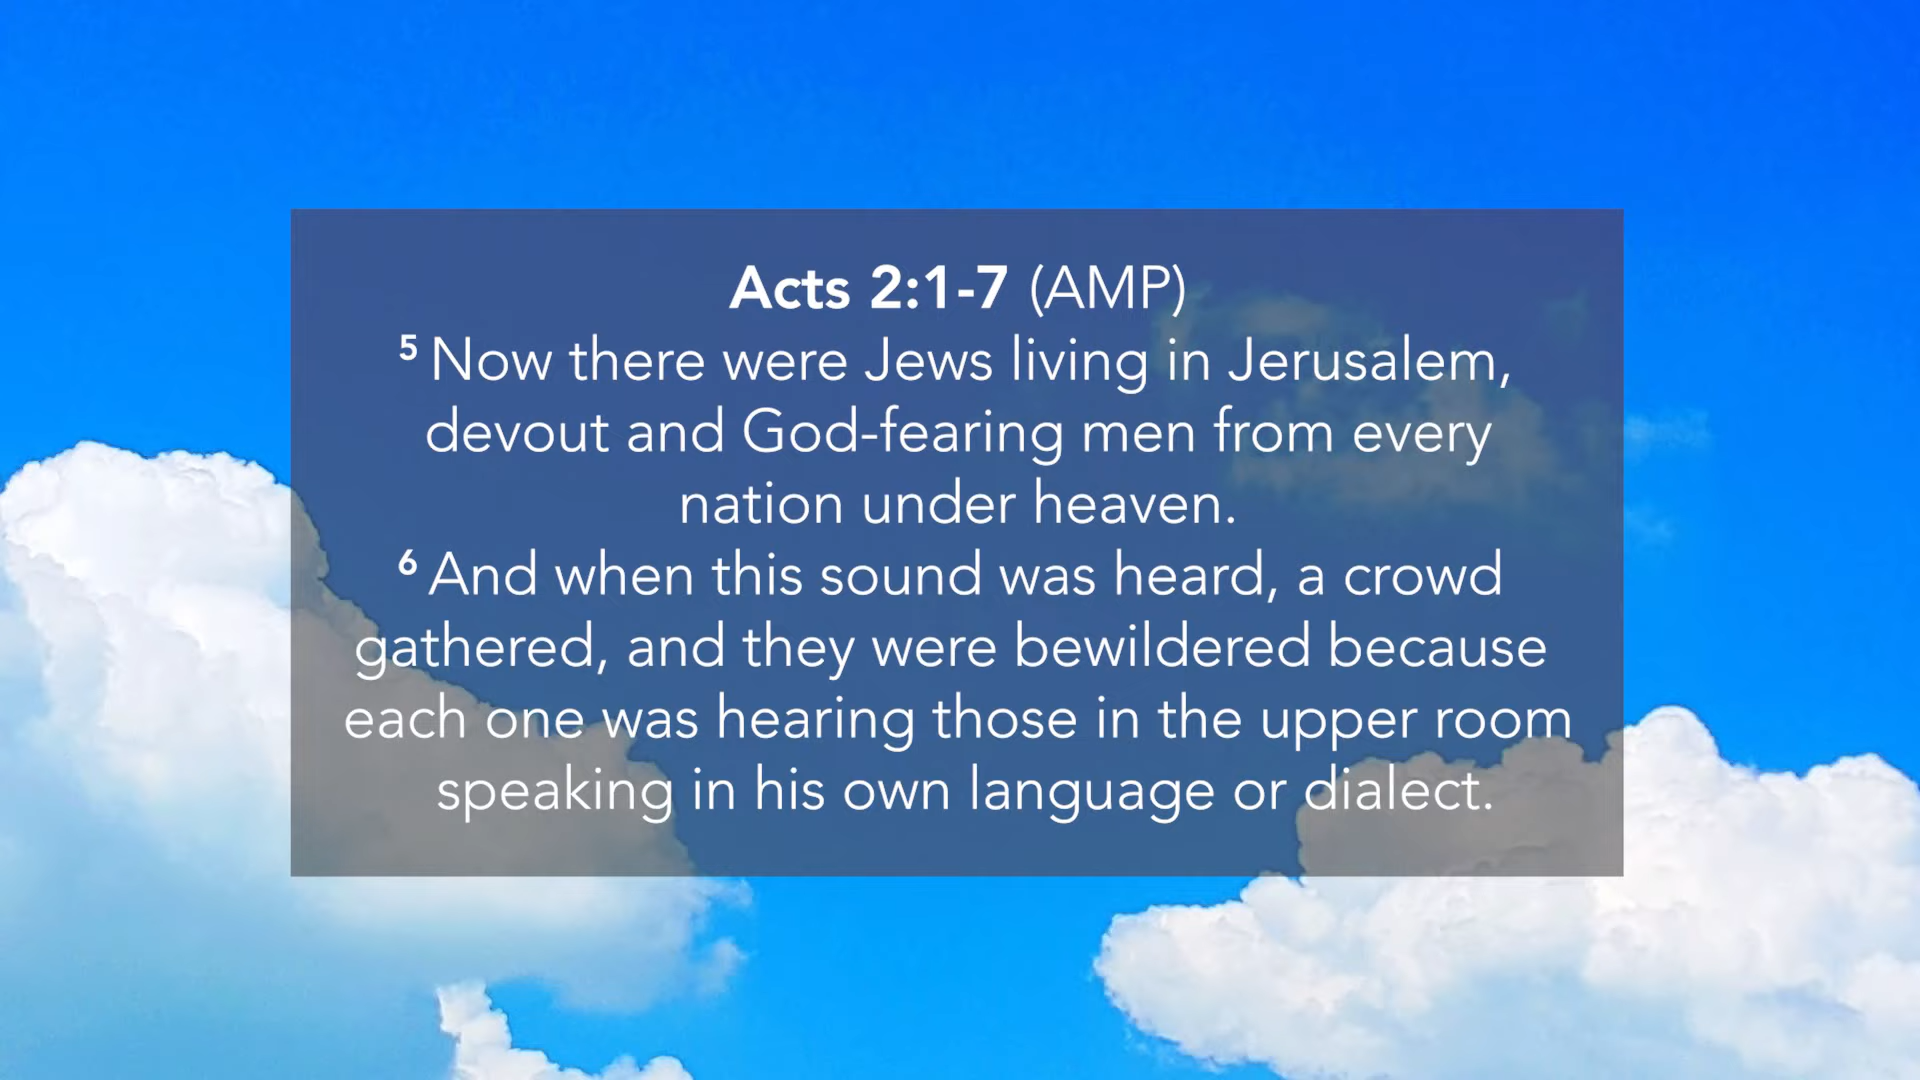 Acts 2:1-7 (AMP)
5 Now there were Jews living in Jerusalem,
devout and God-fearing men from every
nation under heaven.
6 And when this sound was heard, a crowd
gathered, and they were bewildered because
each one was hearing those in the upper room
speaking in his own language or dialect.